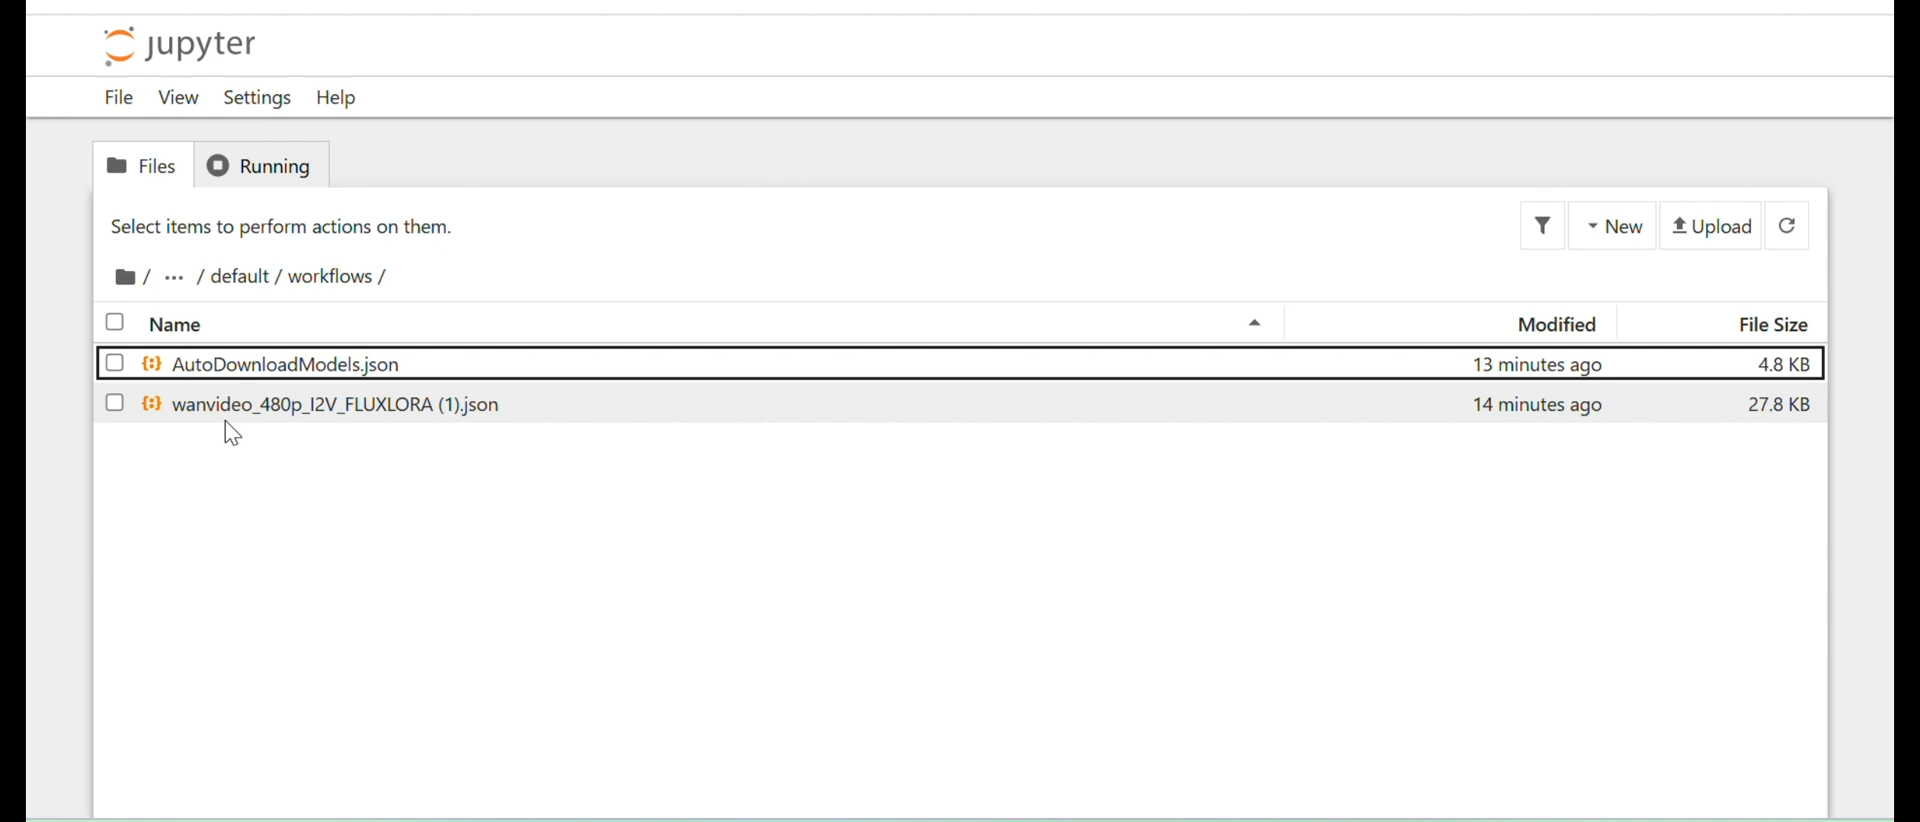 jupyter
File View Settings Help
Files Running
Select items to perform actions on them.
New Upload
/ ... / default / workflows /
Name Modified File Size
AutoDownloadModels.json 13 minutes ago 4.8 KB
wanvideo_480p_I2V_FLUXLORA (1).json 14 minutes ago 27.8 KB